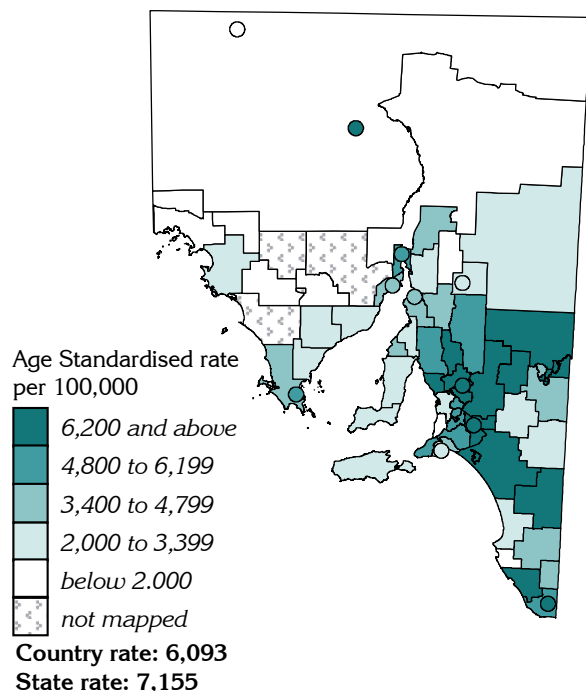 Age Standardised rate
per 100,000
6,200 and above
4,800 to 6,199
3,400 to 4,799
2,000 to 3,399
below 2.000
not mapped
Country rate: 6,093
State rate: 7,155